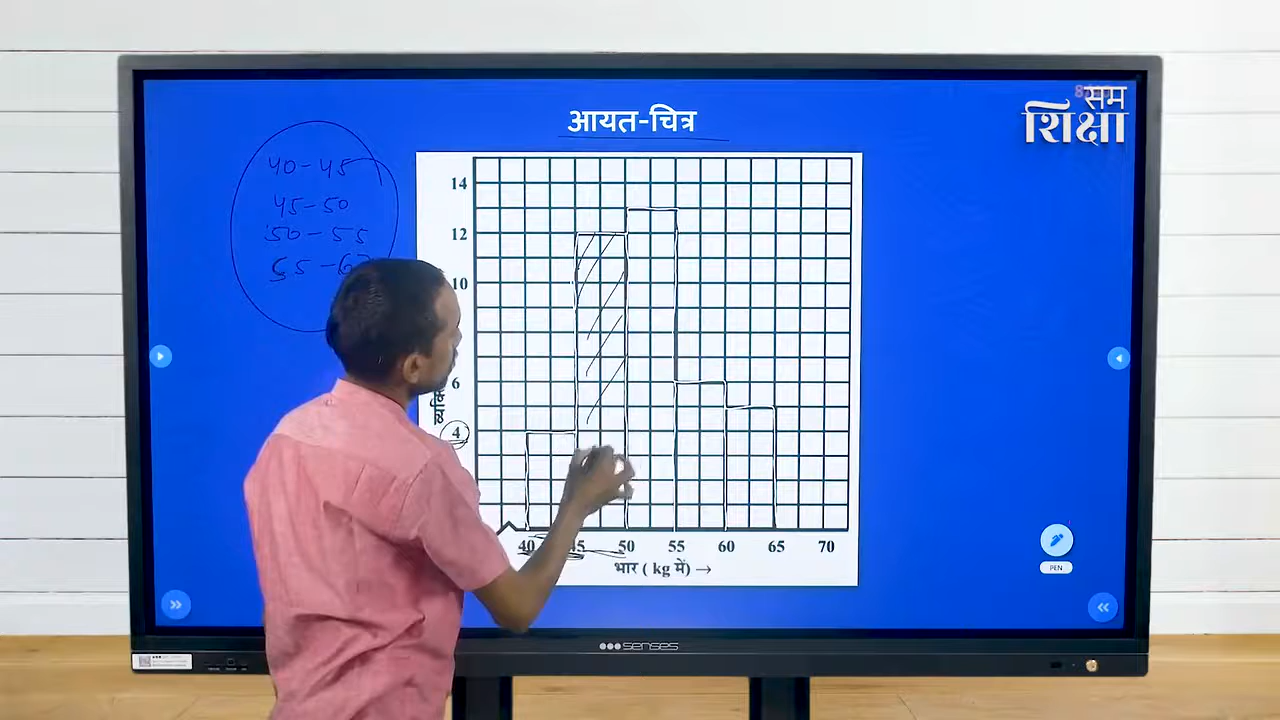 आयत-चित्र
सम
शिक्षा
40-45
45-50
50-55
55-
14
12
10
6
4
40 45 50 55 60 65 70
भार ( kg में) →
PEN
senses